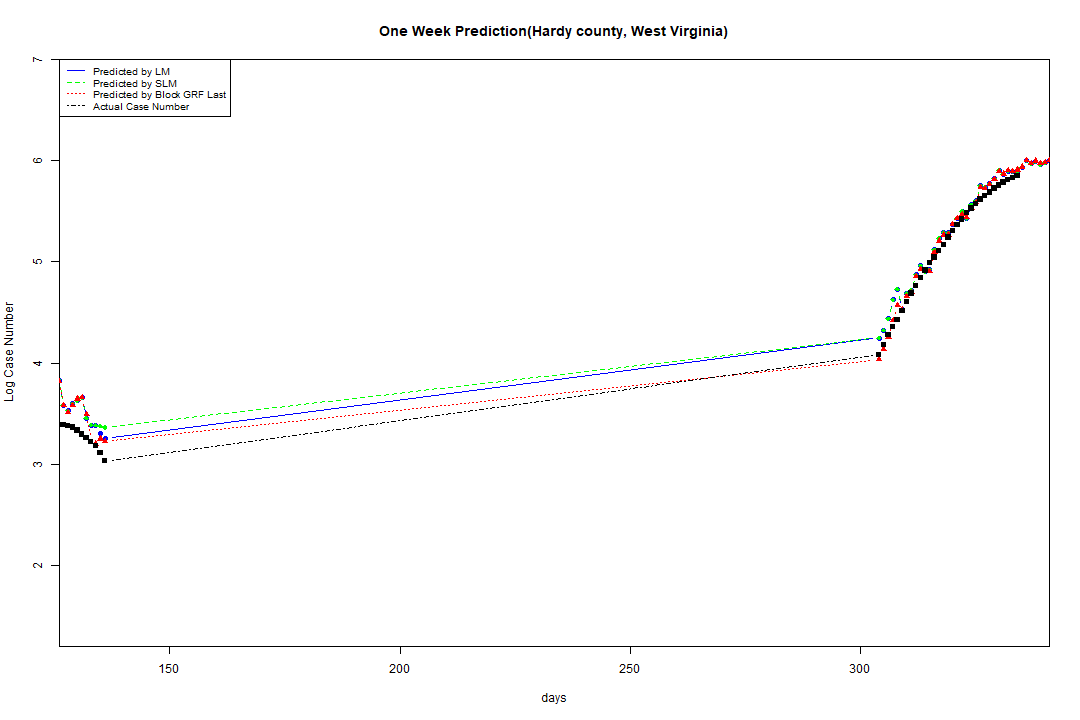 One Week Prediction(Hardy county, West Virginia)
7
Predicted by LM
Predicted by SLM
Predicted by Block GRF Last
Actual Case Number
6
5
4
3
2
Log Case Number
150 200 250 300
days